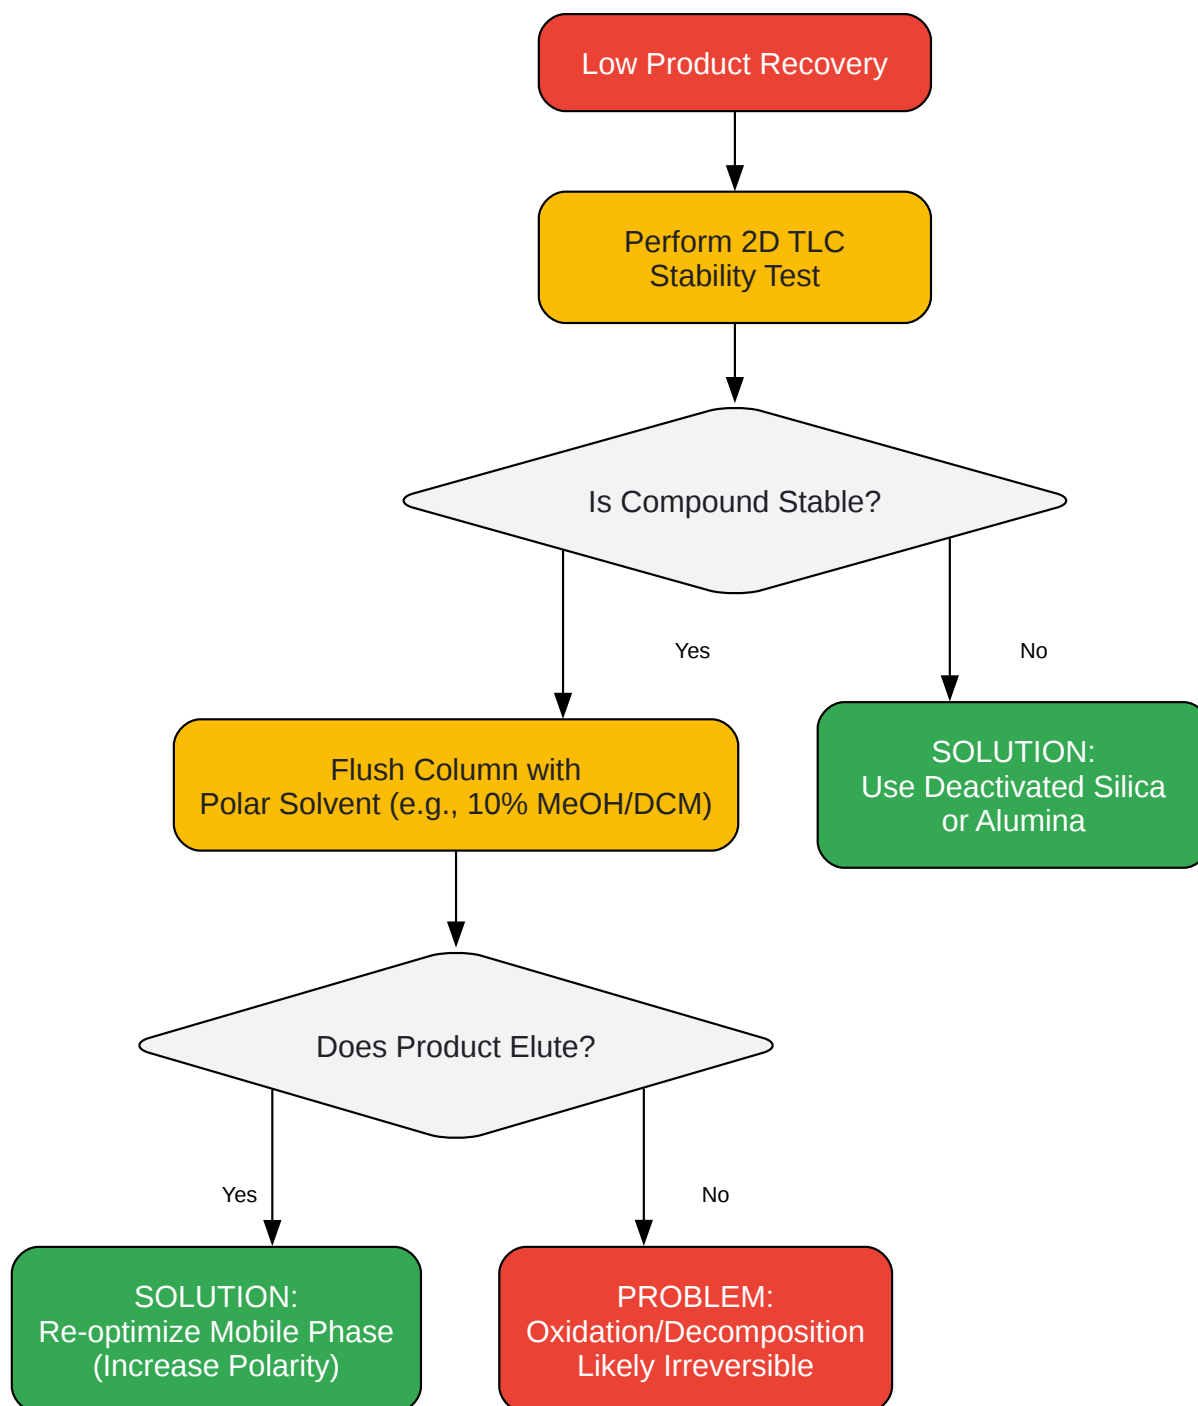 Low Product Recovery
Perform 2D TLC
Stability Test
Is Compound Stable?
Yes
No
Flush Column with
Polar Solvent (e.g., 10% MeOH/DCM)
SOLUTION:
Use Deactivated Silica
or Alumina
Does Product Elute?
Yes
No
SOLUTION:
Re-optimize Mobile Phase
(Increase Polarity)
PROBLEM:
Oxidation/Decomposition
Likely Irreversible